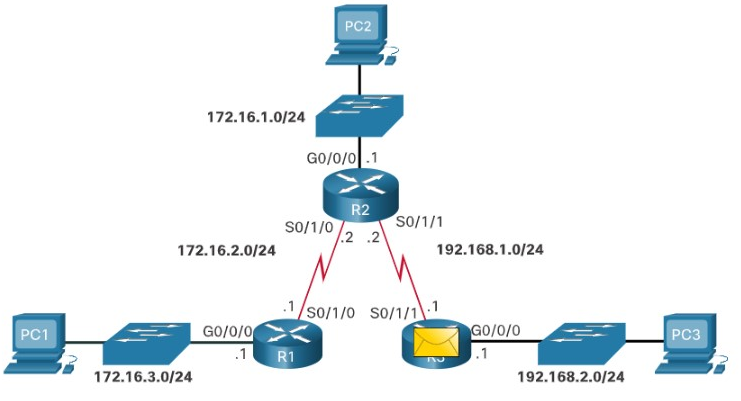 PC2
172.16.1.0/24
G0/0/0 .1
R2
S0/1/0 .2 .2 S0/1/1
172.16.2.0/24 192.168.1.0/24
.1 S0/1/0 S0/1/1 .1
PC1 G0/0/0 R1 G0/0/0 PC3
.1 .1
172.16.3.0/24 192.168.2.0/24